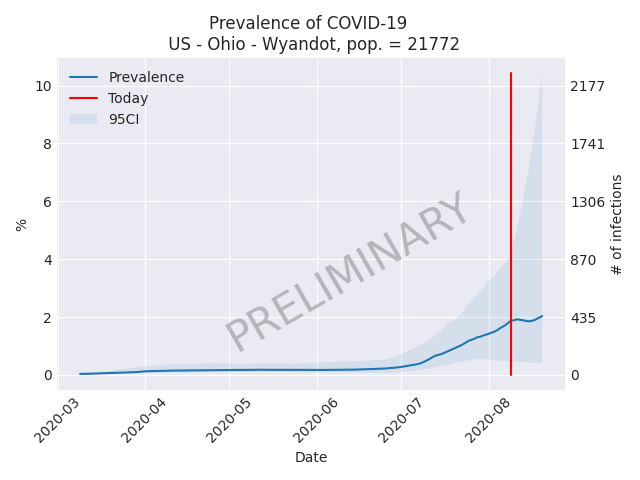 Prevalence of COVID-19
US - Ohio - Wyandot, pop. = 21772
Prevalence
Today
95CI
PRELIMINARY
%
10
8
6
4
2
0
# of infections
2177
1741
1306
870
435
0
2020-03
2020-04
2020-05
2020-06
2020-07
2020-08
Date